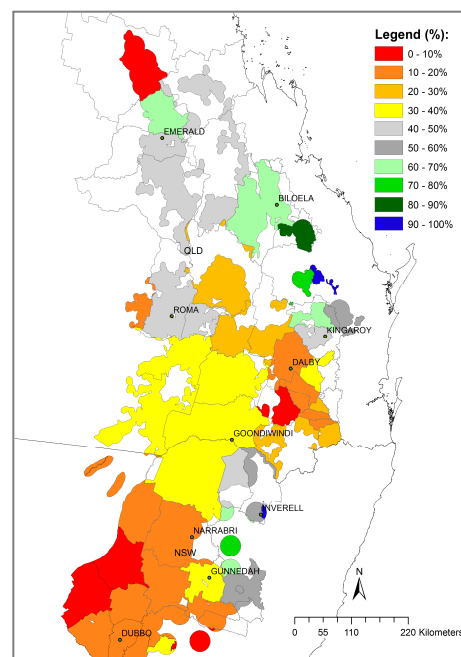 Legend (%):
0 - 10%
10 - 20%
20 - 30%
30 - 40%
40 - 50%
50 - 60%
60 - 70%
70 - 80%
80 - 90%
90 - 100%
EMERALD
BILOELA
QLD
ROMA
KINGAROY
DALBY
GOONDIWINDI
INVERELL
NARRABRI
NSW
GUNNEDAH
DUBBO
N
0 55 110 220 Kilometers